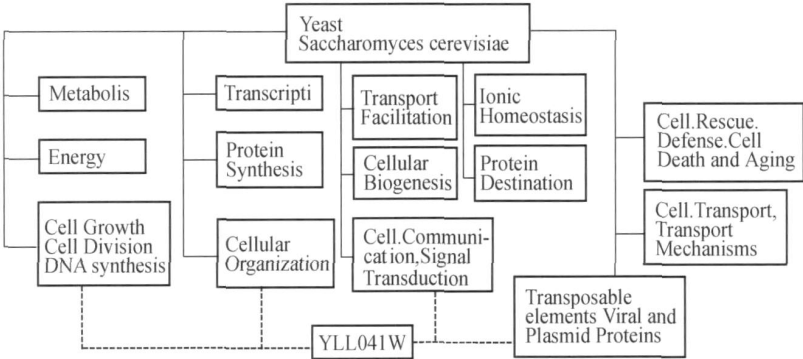 Yeast
Saccharomyces cerevisiae
Metabolis
Transcripti
Transport
Facilitation
Ionic
Homeostasis
Cell.Rescue.
Defense.Cell
Death and Aging
Energy
Protein
Synthesis
Cellular
Biogenesis
Protein
Destination
Cell Growth
Cell Division
DNA synthesis
Cellular
Organization
Cell.Communi-
cation,Signal
Transduction
Cell.Transport,
Transport
Mechanisms
Transposable
elements Viral and
Plasmid Proteins
YLL041W